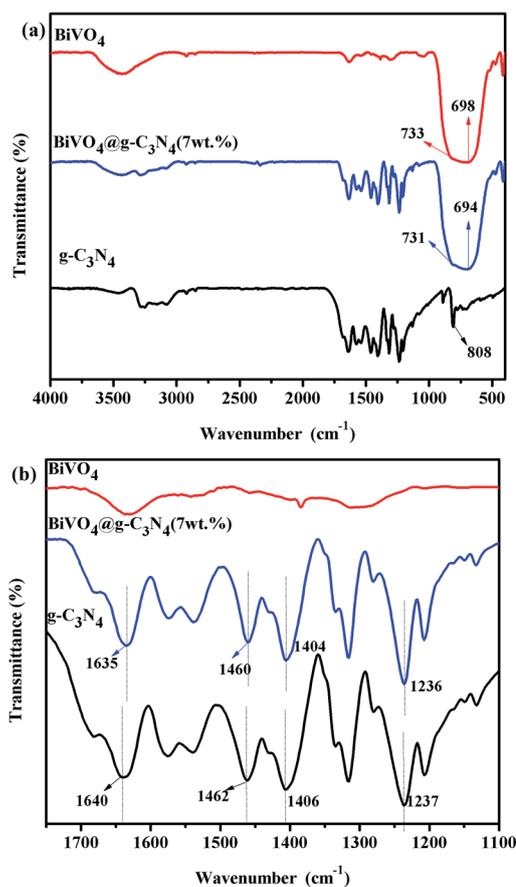 (a)
BiVO4
698
733
BiVO4@g-C3N4(7wt.%)
694
731
g-C3N4
808
Transmittance (%)
4000 3500 3000 2500 2000 1500 1000 500
Wavenumber (cm-1)
(b)
BiVO4
BiVO4@g-C3N4(7wt.%)
g-C3N4
1635
1460
1404
1236
1640
1462
1406
1237
Transmittance (%)
1700 1600 1500 1400 1300 1200 1100
Wavenumber (cm-1)